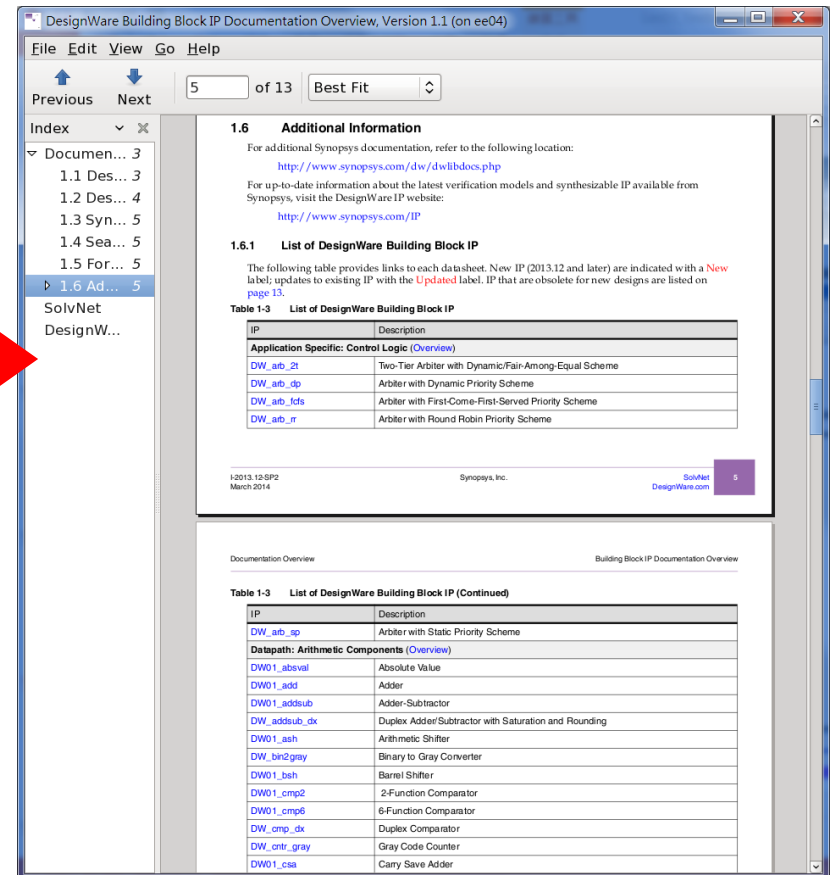 DesignWare Building Block IP Documentation Overview, Version 1.1 (on ee04)
File Edit View Go Help
Previous Next 5 of 13 Best Fit
Index
Documen... 3
1.1 Des... 3
1.2 Des... 4
1.3 Syn... 5
1.4 Sea... 5
1.5 For... 5
1.6 Ad... 5
SolvNet
DesignW...
1.6 Additional Information
For additional Synopsys documentation, refer to the following location:
http://www.synopsys.com/dw/dwlibdocs.php
For up-to-date information about the latest verification models and synthesizable IP available from
Synopsys, visit the DesignWare IP website:
http://www.synopsys.com/IP
1.6.1 List of DesignWare Building Block IP
The following table provides links to each datasheet. New IP (2013.12 and later) are indicated with a New
label; updates to existing IP with the Updated label. IP that are obsolete for new designs are listed on
page 13.
Table 1-3 List of DesignWare Building Block IP
IP Description
Application Specific: Control Logic (Overview)
DW_arb_2t Two-Tier Arbiter with Dynamic/Fair-Among-Equal Scheme
DW_arb_dp Arbiter with Dynamic Priority Scheme
DW_arb_fcfs Arbiter with First-Come-First-Served Priority Scheme
DW_arb_rr Arbiter with Round Robin Priority Scheme
I-2013.12-SP2 Synopsys, Inc. SolvNet 5
March 2014 DesignWare.com
Documentation Overview Building Block IP Documentation Overview
Table 1-3 List of DesignWare Building Block IP (Continued)
IP Description
DW_arb_sp Arbiter with Static Priority Scheme
Datapath: Arithmetic Components (Overview)
DW01_absval Absolute Value
DW01_add Adder
DW01_addsub Adder-Subtractor
DW_addsub_dx Duplex Adder/Subtractor with Saturation and Rounding
DW01_ash Arithmetic Shifter
DW_bin2gray Binary to Gray Converter
DW01_bsh Barrel Shifter
DW01_cmp2 2-Function Comparator
DW01_cmp6 6-Function Comparator
DW_cmp_dx Duplex Comparator
DW_cntr_gray Gray Code Counter
DW01_csa Carry Save Adder